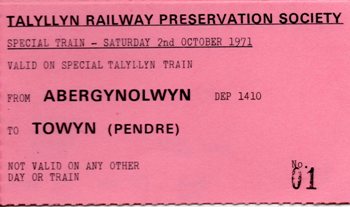 TALYLLYN RAILWAY PRESERVATION SOCIETY
SPECIAL TRAIN - SATURDAY 2nd OCTOBER 1971
VALID ON SPECIAL TALYLLYN TRAIN
FROM ABERGYNOLWYN DEP 1410
TO TOWYN (PENDRE)
NOT VALID ON ANY OTHER
DAY OR TRAIN
No.
01